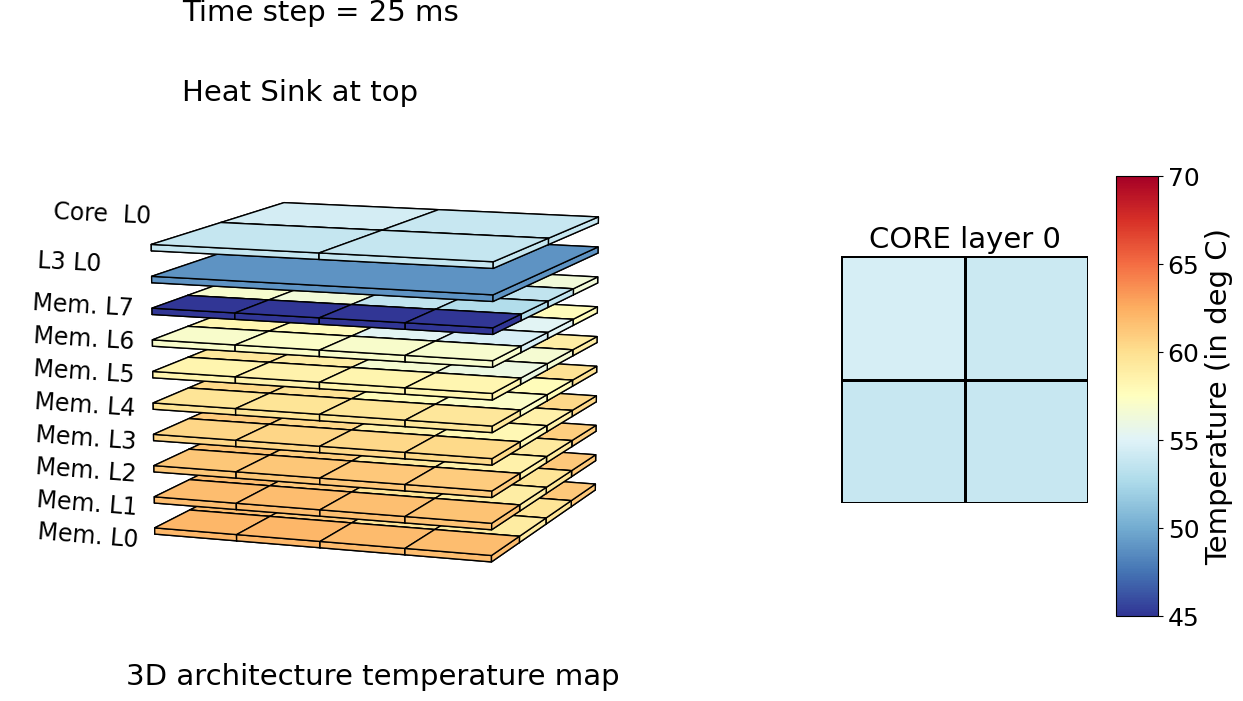 Time step = 25 ms
Heat Sink at top
Core  L0
L3 L0
Mem. L7
Mem. L6
Mem. L5
Mem. L4
Mem. L3
Mem. L2
Mem. L1
Mem. L0
3D architecture temperature map
CORE layer 0
70
65
60
55
50
45
Temperature (in deg C)